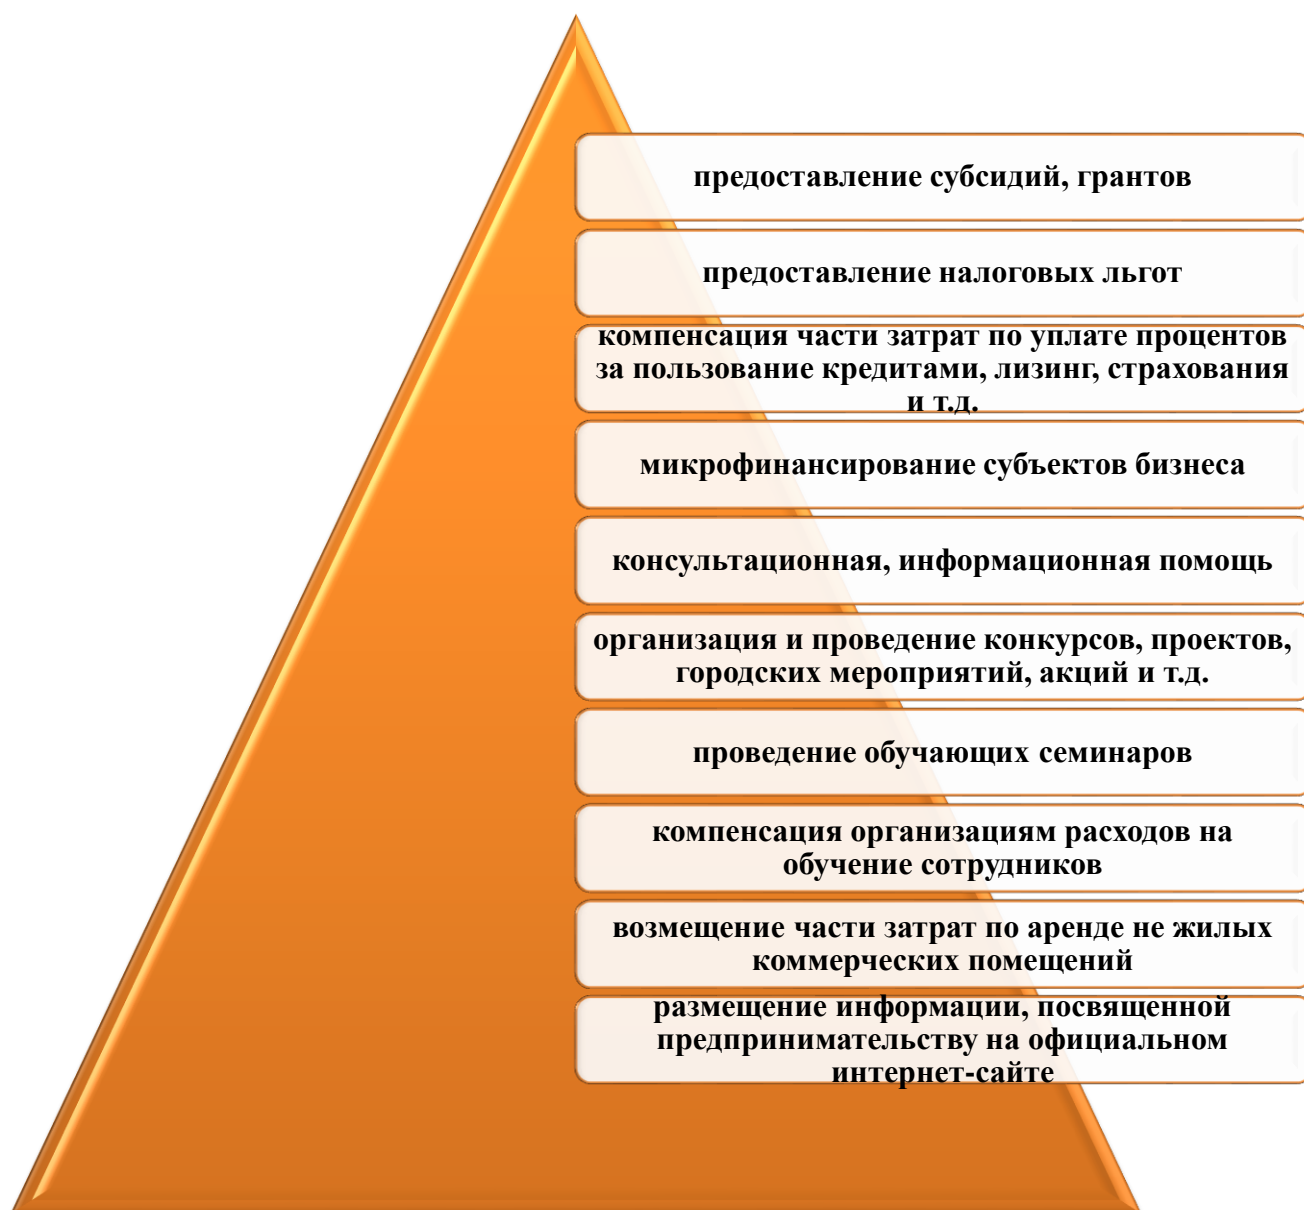 предоставление субсидий, грантов
предоставление налоговых льгот
компенсация части затрат по уплате процентов
за пользование кредитами, лизинг, страхования
и т.д.
микрофинансирование субъектов бизнеса
консультационная, информационная помощь
организация и проведение конкурсов, проектов,
городских мероприятий, акций и т.д.
проведение обучающих семинаров
компенсация организациям расходов на
обучение сотрудников
возмещение части затрат по аренде не жилых
коммерческих помещений
размещение информации, посвященной
предпринимательству на официальном
интернет-сайте